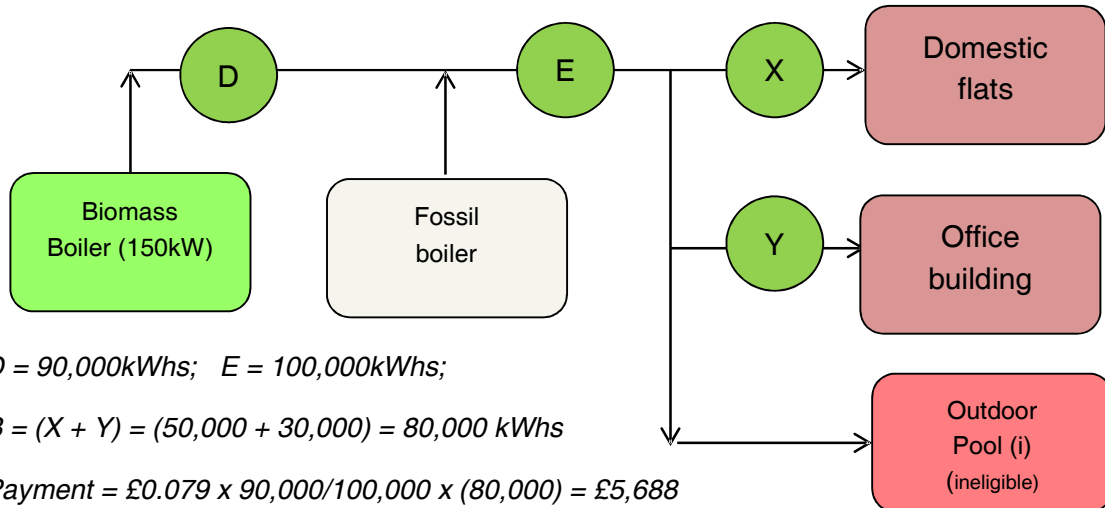 D
E
X
Domestic
flats
Biomass
Boiler (150kW)
Fossil
boiler
Y
Office
building
= 90,000kWhs; E = 100,000kWhs;
= (X + Y) = (50,000 + 30,000) = 80,000 kWhs
Payment = £0.079 x 90,000/100,000 x (80,000) = £5,688
Outdoor
Pool (i)
(ineligible)